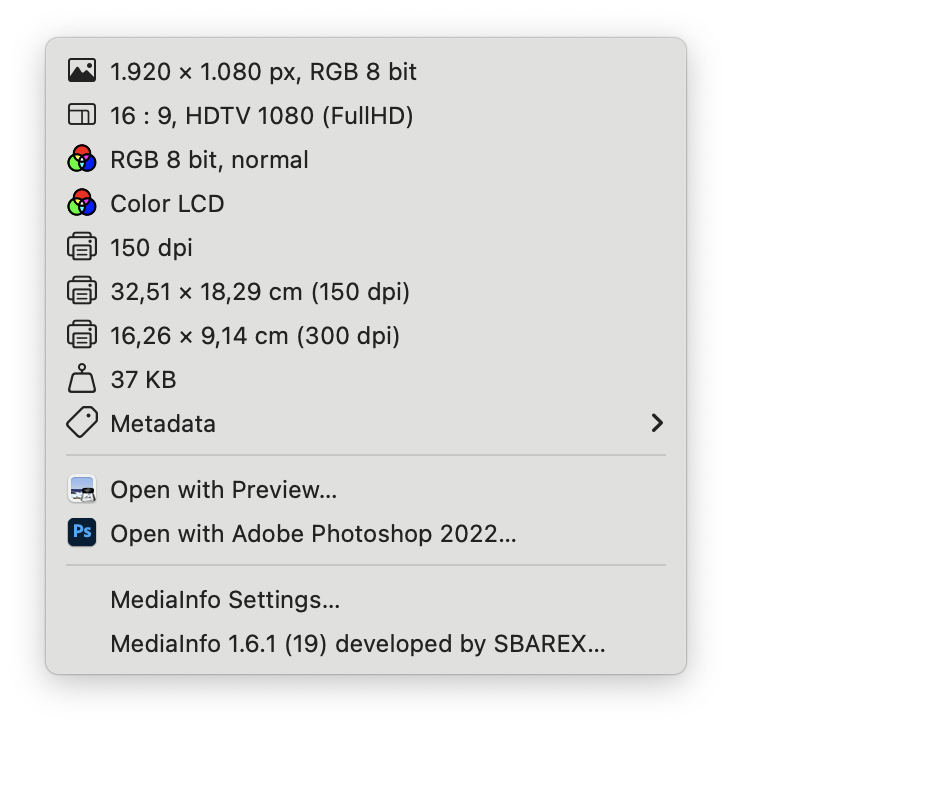 1.920 × 1.080 px, RGB 8 bit
16 : 9, HDTV 1080 (FullHD)
RGB 8 bit, normal
Color LCD
150 dpi
32,51 × 18,29 cm (150 dpi)
16,26 × 9,14 cm (300 dpi)
37 KB
Metadata
Open with Preview...
Ps Open with Adobe Photoshop 2022...
MediaInfo Settings...
MediaInfo 1.6.1 (19) developed by SBAREX...